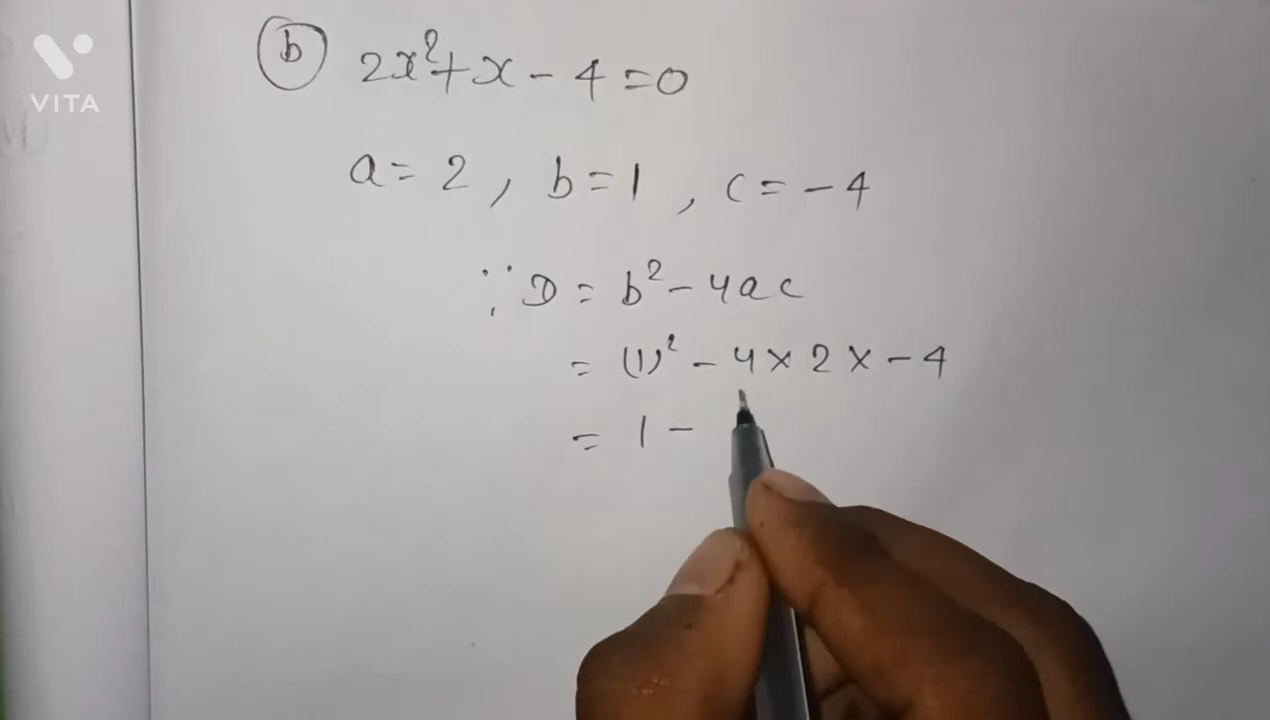 VITA
(b) 2x²+x-4=0
a=2, b=1, c=-4
∵ D = b²-4ac
= (1)²-4×2×-4
= 1-